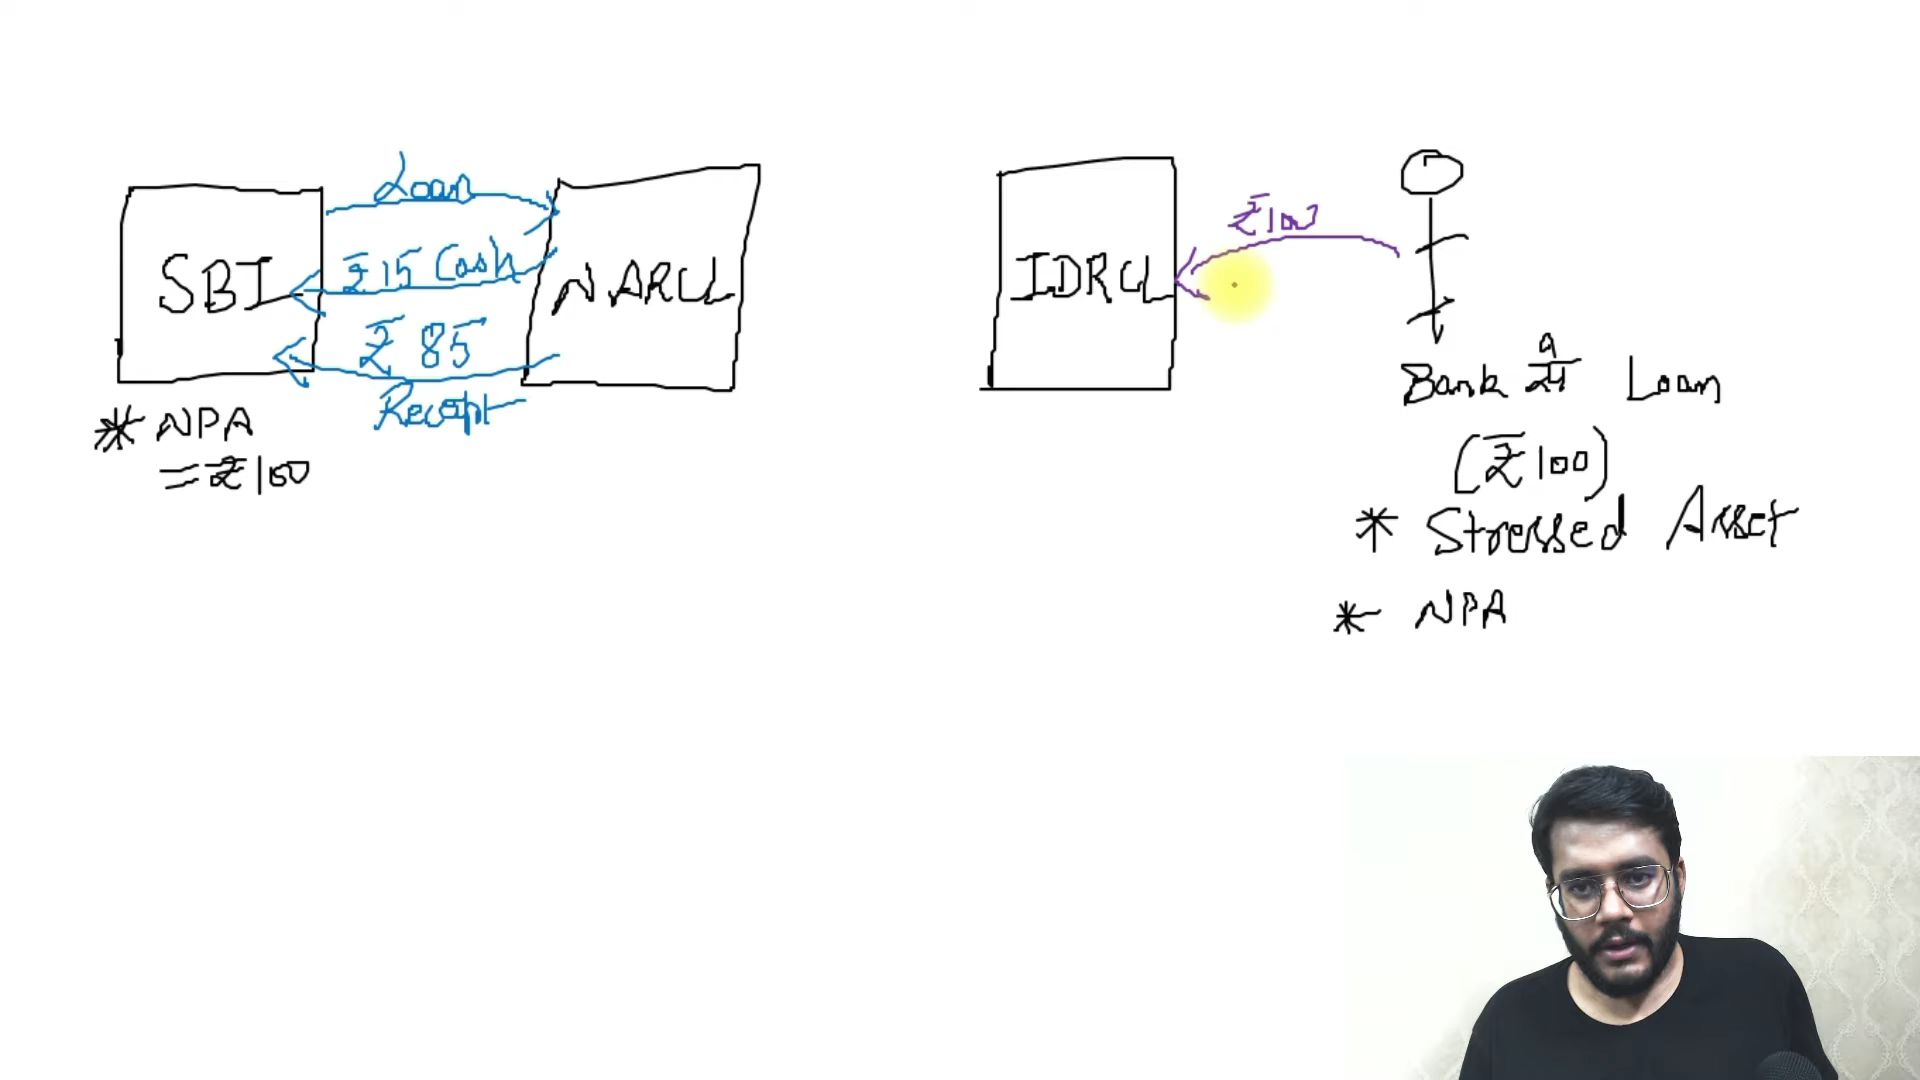 Loan
SBI
₹15 Cash
NARCL
₹ 85
Receipt
* NPA
= ₹100
IDRCL
₹100
Bank का Loan
(₹100)
* Stressed Asset
* NPA